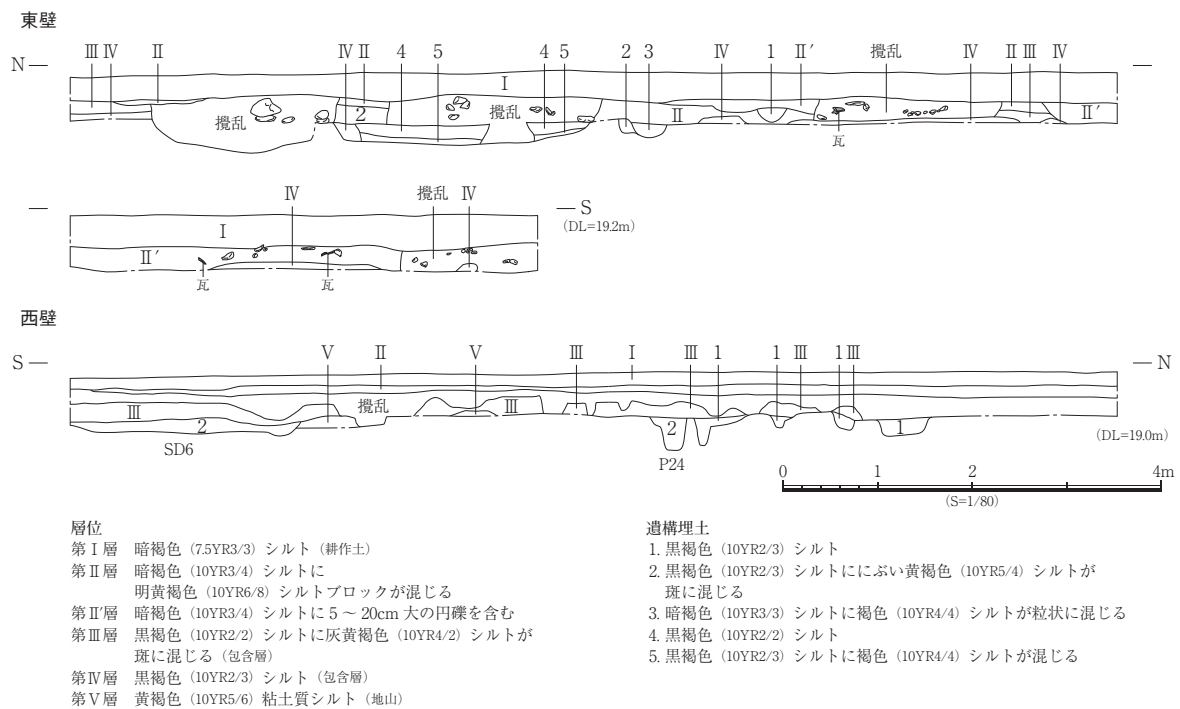 東壁
Ⅲ Ⅳ Ⅱ Ⅳ Ⅱ 4 5 4 5 2 3 Ⅳ 1 Ⅱ′ 攪乱 Ⅳ Ⅱ Ⅲ Ⅳ
N
Ⅰ
攪乱 2 攪乱 Ⅱ Ⅱ′
瓦
Ⅳ 攪乱 Ⅳ
S
(DL=19.2m)
Ⅰ
Ⅱ′
瓦 瓦
西壁
Ⅴ Ⅱ Ⅴ Ⅲ Ⅰ Ⅲ 1 1 Ⅲ 1 Ⅲ
S N
Ⅲ 攪乱 Ⅲ
2 2 1
SD6 (DL=19.0m)
P24
0 1 2 4m
(S=1/80)
層位
第Ⅰ層 暗褐色(7.5YR3/3)シルト(耕作土)
第Ⅱ層 暗褐色(10YR3/4)シルトに
明黄褐色(10YR6/8)シルトブロックが混じる
第Ⅱ′層 暗褐色(10YR3/4)シルトに5～20cm大の円礫を含む
第Ⅲ層 黒褐色(10YR2/2)シルトに灰黄褐色(10YR4/2)シルトが
斑に混じる(包含層)
第Ⅳ層 黒褐色(10YR2/3)シルト(包含層)
第Ⅴ層 黄褐色(10YR5/6)粘土質シルト(地山)
遺構埋土
1. 黒褐色(10YR2/3)シルト
2. 黒褐色(10YR2/3)シルトににぶい黄褐色(10YR5/4)シルトが
斑に混じる
3. 暗褐色(10YR3/3)シルトに褐色(10YR4/4)シルトが粒状に混じる
4. 黒褐色(10YR2/2)シルト
5. 黒褐色(10YR2/3)シルトに褐色(10YR4/4)シルトが混じる